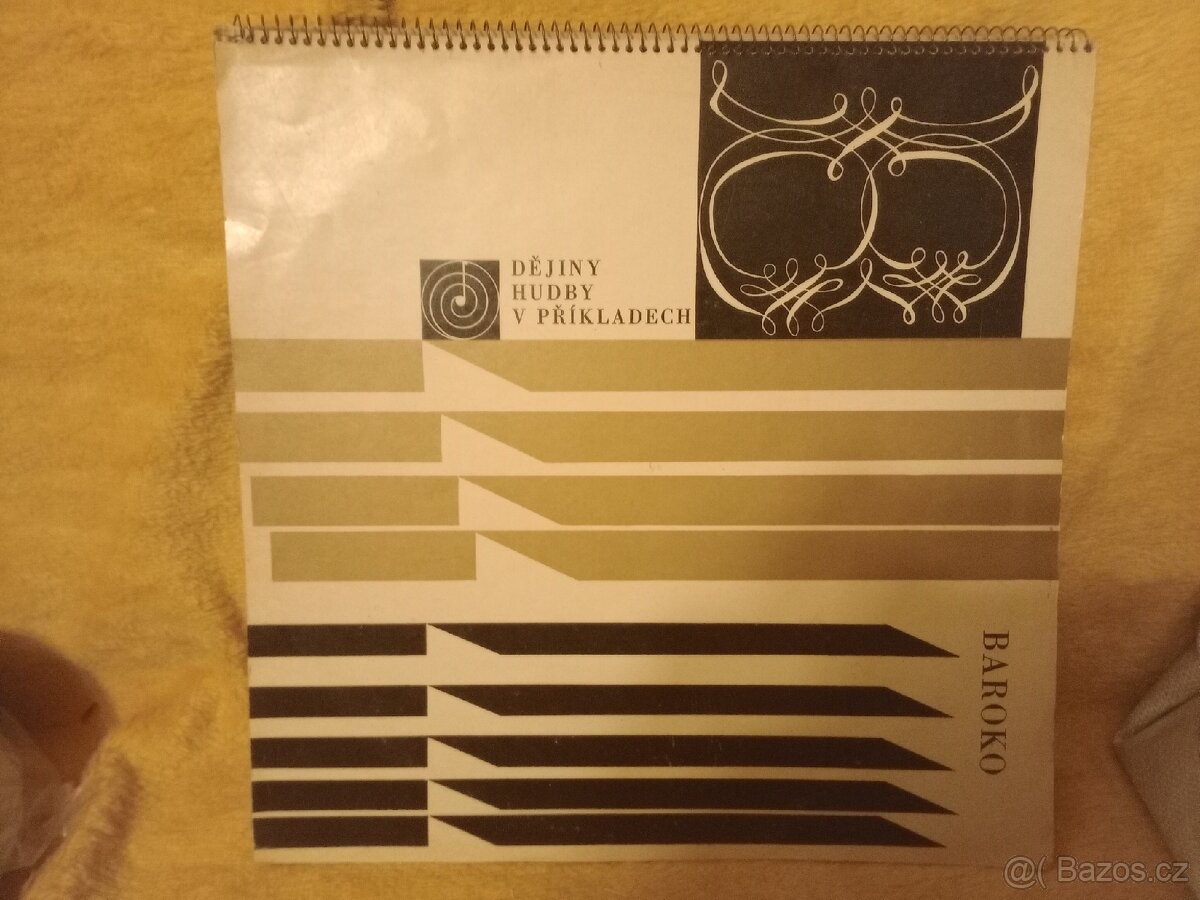 DĚJINY
HUDBY
V PŘÍKLADECH
BAROKO
@( Bazos.cz